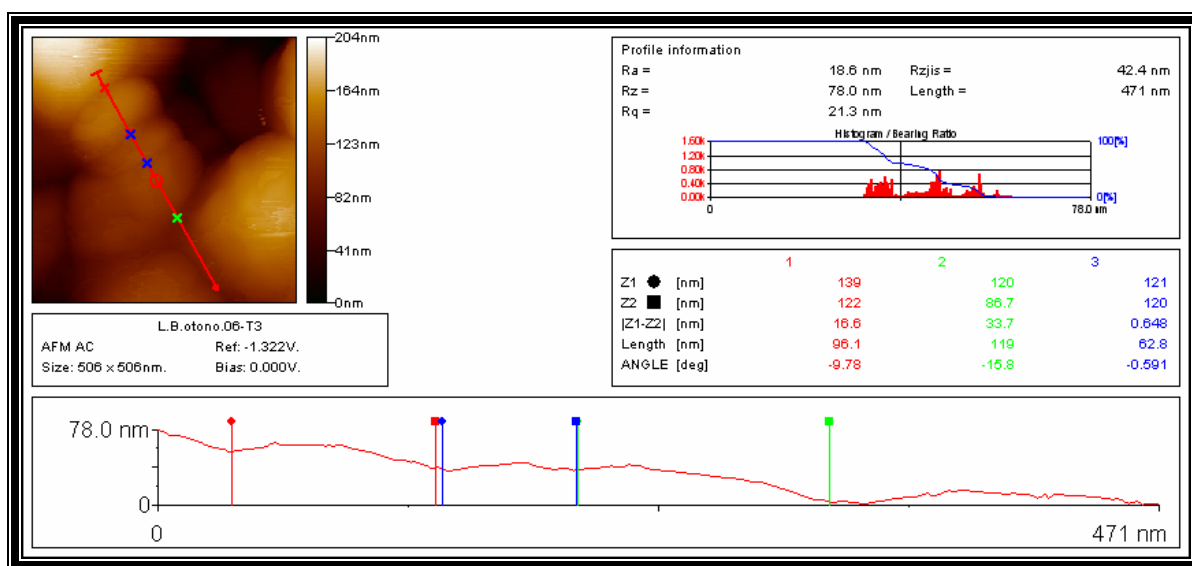 204nm
164nm
123nm
82nm
41nm
0nm
L.B.otono.06-T3
AFM AC Ref: -1.322V.
Size: 506 x 506nm. Bias: 0.000V.
Profile information
Ra = 18.6 nm Rzjis = 42.4 nm
Rz = 78.0 nm Length = 471 nm
Rq = 21.3 nm
Histogram / Bearing Ratio
1.60k 100[%]
1.20k
0.80k
0.40k
0.00k 0[%]
0 78.0 nm
1 2 3
Z1 [nm] 139 120 121
Z2 [nm] 122 86.7 120
|Z1-Z2| [nm] 16.6 33.7 0.648
Length [nm] 96.1 119 62.8
ANGLE [deg] -9.78 -15.8 -0.591
78.0 nm
0
0 471 nm